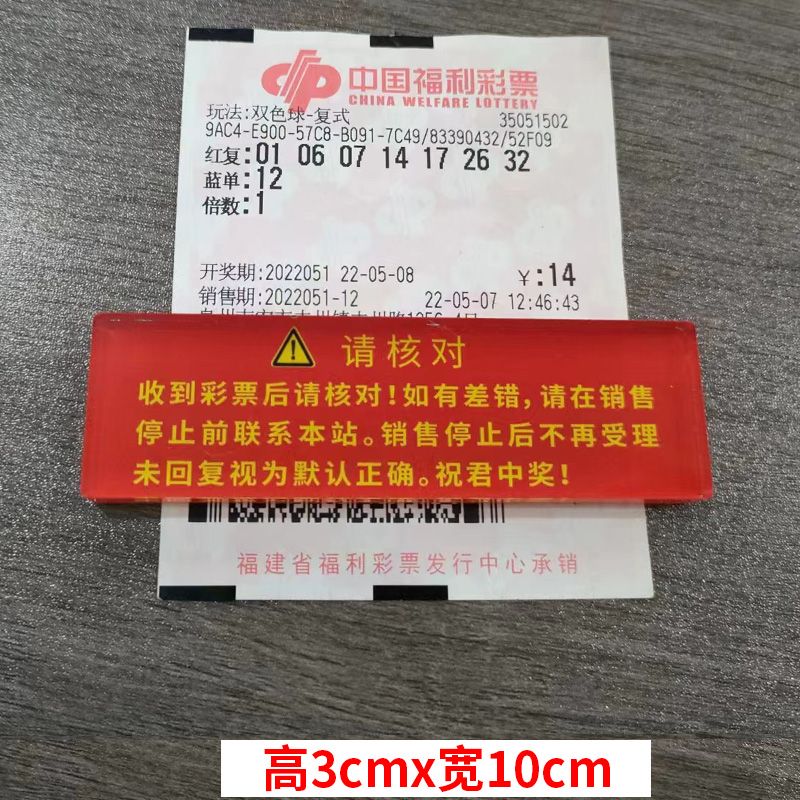 中国福利彩票
CHINA WELFARE LOTTERY
玩法:双色球-复式 35051502
9AC4-E900-57C8-B091-7C49/83390432/52F09
红复:01 06 07 14 17 26 32
蓝单:12
倍数:1
开奖期:2022051 22-05-08 ¥:14
销售期:2022051-12 22-05-07 12:46:43
请核对
收到彩票后请核对!如有差错,请在销售
停止前联系本站。销售停止后不再受理
未回复视为默认正确。祝君中奖!
福建省福利彩票发行中心承销
高3cmx宽10cm